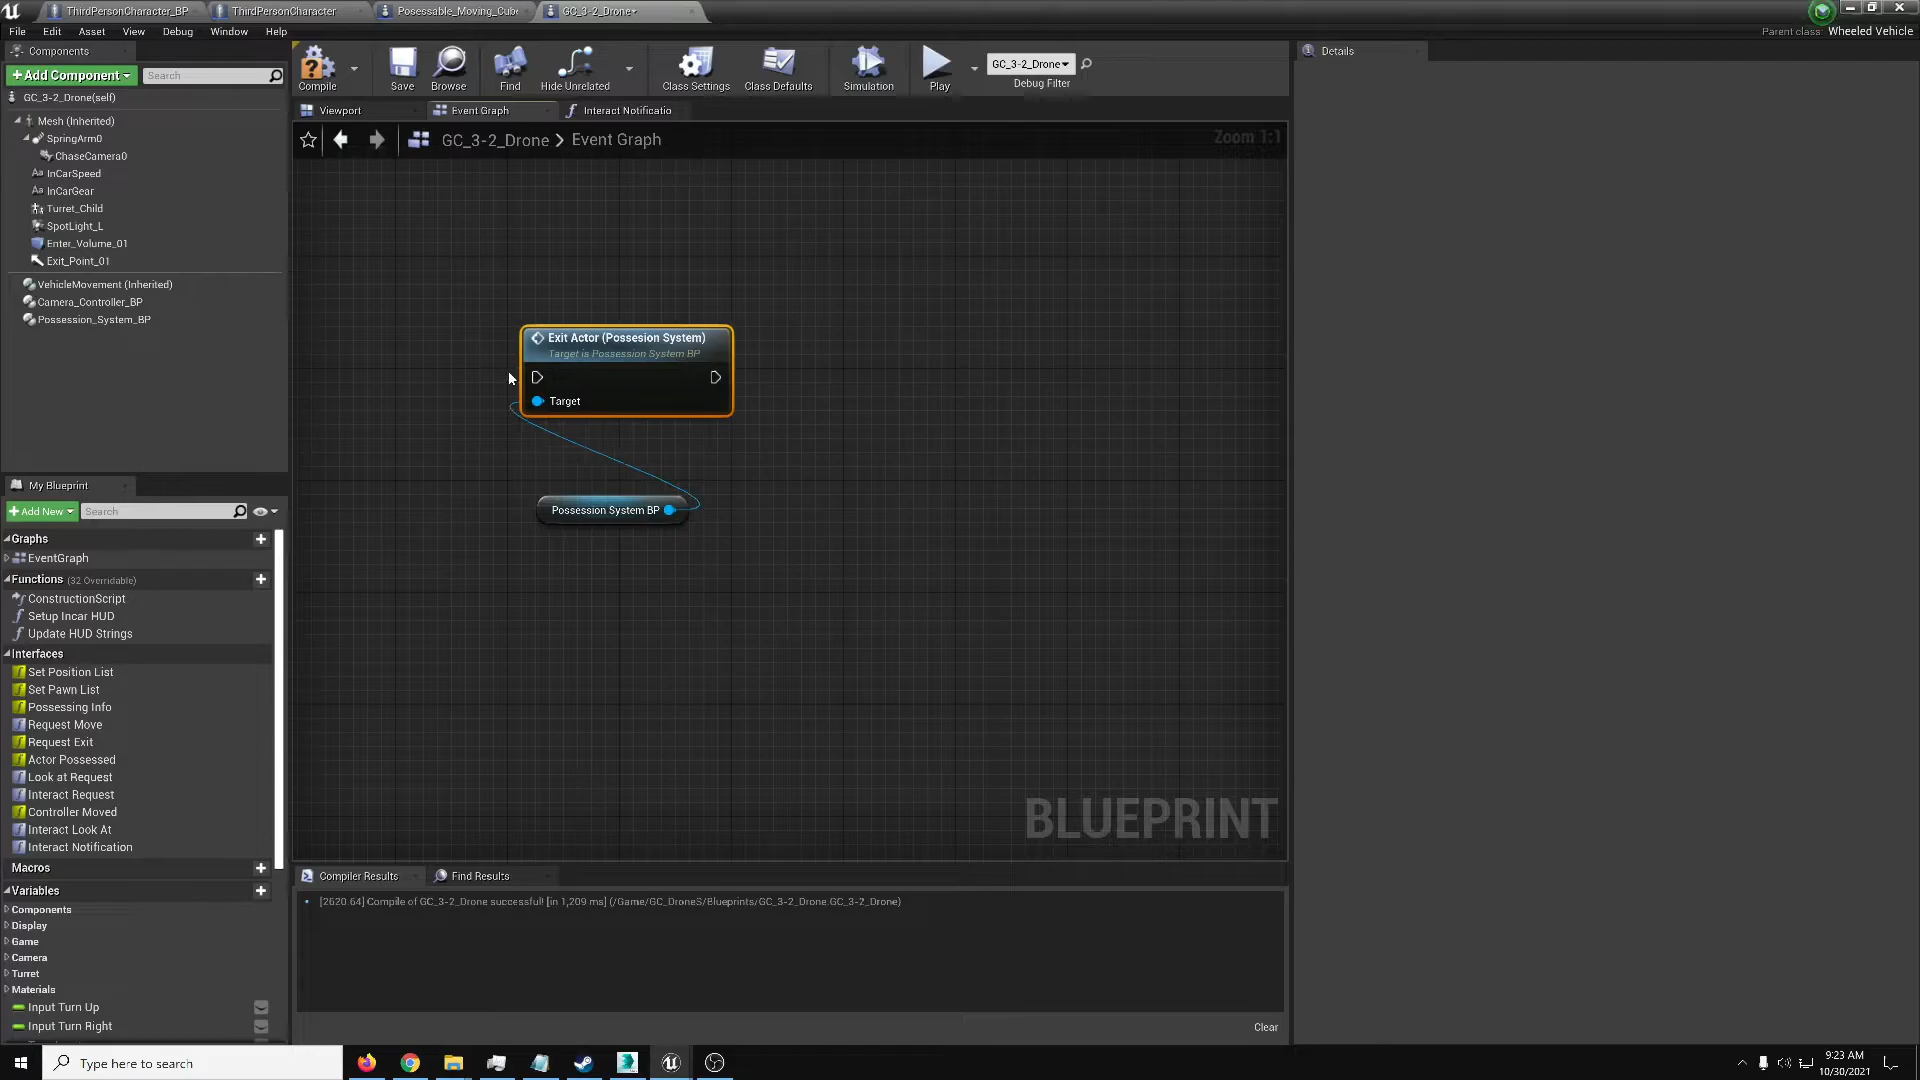 ThirdPersonCharacter_BP
ThirdPersonCharacter
Posessable_Moving_Cub
GC_3-2_Drone*
File Edit Asset View Debug Window Help
Parent class: Wheeled Vehicle
Components
+Add Component
Search
GC_3-2_Drone(self)
Mesh (Inherited)
SpringArm0
ChaseCamera0
InCarSpeed
InCarGear
Turret_Child
SpotLight_L
Enter_Volume_01
Exit_Point_01
VehicleMovement (Inherited)
Camera_Controller_BP
Possession_System_BP
Compile
Save
Browse
Find
Hide Unrelated
Class Settings
Class Defaults
Simulation
Play
GC_3-2_Drone
Debug Filter
Viewport
Event Graph
Interact Notificatio
GC_3-2_Drone > Event Graph
Zoom 1:1
Exit Actor (Possesion System)
Target is Possession System BP
Target
Possession System BP
BLUEPRINT
Details
My Blueprint
+Add New
Search
Graphs
EventGraph
Functions (32 Overridable)
ConstructionScript
Setup Incar HUD
Update HUD Strings
Interfaces
Set Position List
Set Pawn List
Possessing Info
Request Move
Request Exit
Actor Possessed
Look at Request
Interact Request
Controller Moved
Interact Look At
Interact Notification
Macros
Variables
Components
Display
Game
Camera
Turret
Materials
Input Turn Up
Input Turn Right
Compiler Results
Find Results
[2620.64] Compile of GC_3-2_Drone successful! [in 1,209 ms] (/Game/GC_DroneS/Blueprints/GC_3-2_Drone.GC_3-2_Drone)
Clear
Type here to search
9:23 AM
10/30/2021